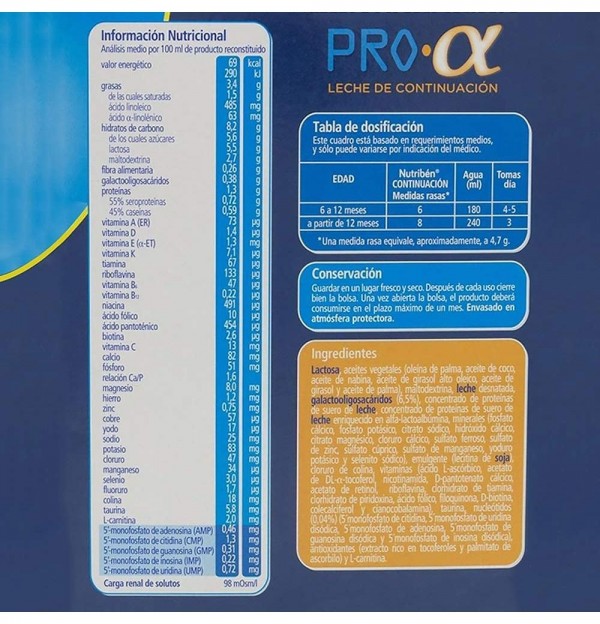 Información Nutricional
Análisis medio por 100 ml de producto reconstituido
valor energético 69 kcal
290 kJ
grasas 3,4 g
de las cuales saturadas 1,5 g
ácido linoleico 485 mg
ácido α-linolénico 63 mg
hidratos de carbono 8,2 g
de los cuales azúcares 5,6 g
lactosa 5,5 g
maltodextrina 2,7 g
fibra alimentaria 0,26 g
galactooligosacáridos 0,38 g
proteínas 1,3 g
55% seroproteínas 0,72 g
45% caseínas 0,59 g
vitamina A (ER) 73 µg
vitamina D 1,4 µg
vitamina E (α-ET) 1,3 mg
vitamina K 7,1 µg
tiamina 67 µg
riboflavina 133 µg
vitamina B₆ 47 µg
vitamina B₁₂ 0,22 µg
niacina 491 µg
ácido fólico 10 µg
ácido pantoténico 454 µg
biotina 2,6 µg
vitamina C 13 mg
calcio 82 mg
fósforo 51 mg
relación Ca/P 1,6
magnesio 8,0 mg
hierro 1,2 mg
zinc 0,75 mg
cobre 57 µg
yodo 17 µg
sodio 25 mg
potasio 83 mg
cloruro 47 mg
manganeso 34 µg
selenio 3,0 µg
fluoruro 1,7 µg
colina 18 mg
taurina 5,8 mg
L-carnitina 2,0 mg
5'-monofosfato de adenosina (AMP) 0,46 mg
5'-monofosfato de citidina (CMP) 1,3 mg
5'-monofosfato de guanosina (GMP) 0,31 mg
5'-monofosfato de inosina (IMP) 0,22 mg
5'-monofosfato de uridina (UMP) 0,72 mg
Carga renal de solutos 98 mOsm/l
PRO·α
LECHE DE CONTINUACIÓN
Tabla de dosificación
Este cuadro está basado en requerimientos medios,
y sólo puede variarse por indicación del médico.
EDAD Nutribén® CONTINUACIÓN Medidas rasas* Agua (ml) Tomas día
6 a 12 meses 6 180 4-5
a partir de 12 meses 8 240 3
*Una medida rasa equivale, aproximadamente, a 4,7 g.
Conservación
Guardar en un lugar fresco y seco. Después de cada uso cierre
bien la bolsa. Una vez abierta la bolsa, el producto deberá
consumirse en el plazo máximo de un mes. Envasado en
atmósfera protectora.
Ingredientes
Lactosa, aceites vegetales (oleína de palma, aceite de coco,
aceite de nabina, aceite de girasol alto oleico, aceite de
girasol y aceite de palma), maltodextrina, leche desnatada,
galactooligosacáridos (6,5%), concentrado de proteínas
de suero de leche, concentrado de proteínas de suero de
leche enriquecido en alfa-lactoalbúmina, minerales (fosfato
cálcico, fosfato potásico, citrato sódico, hidróxido cálcico,
citrato magnésico, cloruro cálcico, sulfato ferroso, sulfato
de zinc, sulfato cúprico, sulfato de manganeso, yoduro
potásico y selenito sódico), emulgente (lecitina de soja),
cloruro de colina, vitaminas (ácido L-ascórbico, acetato
de DL-α-tocoferol, nicotinamida, D-pantotenato cálcico,
acetato de retinol, riboflavina, clorhidrato de tiamina,
clorhidrato de piridoxina, ácido fólico, filoquinona, D-biotina,
colecalciferol y cianocobalamina), taurina, nucleótidos
(0,04%) (5'monofosfato de citidina, 5'monofosfato de uridina
disódica, 5'monofosfato de adenosina, 5'monofosfato de
guanosina disódica y 5'monofosfato de inosina disódica),
antioxidantes (extracto rico en tocoferoles y palmitato de
ascorbilo) y L-carnitina.